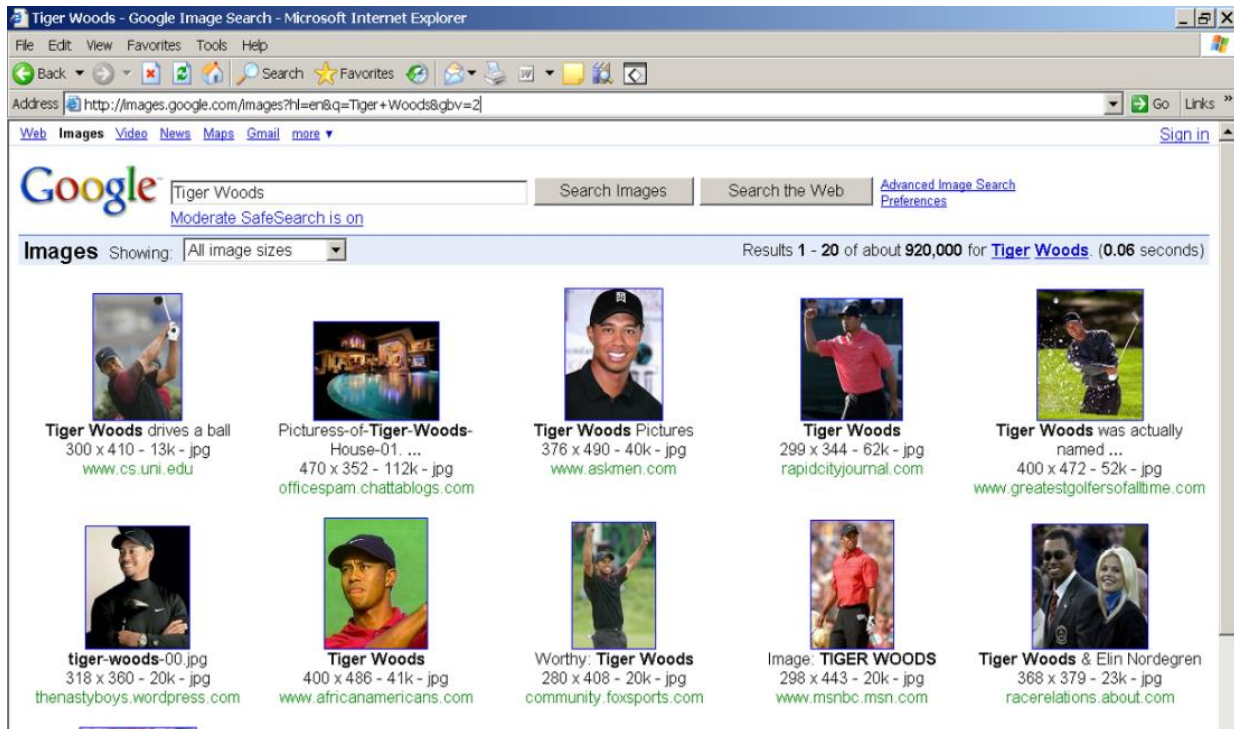 Tiger Woods - Google Image Search - Microsoft Internet Explorer
File Edit View Favorites Tools Help
Back Search Favorites
Address http://images.google.com/images?hl=en&q=Tiger+Woods&gbv=2 Go Links »
Web Images Video News Maps Gmail more ▼ Sign in
Google™ Tiger Woods Search Images Search the Web Advanced Image Search
Preferences
Moderate SafeSearch is on
Images Showing: All image sizes Results 1 - 20 of about 920,000 for Tiger Woods. (0.06 seconds)
Tiger Woods drives a ball
300 x 410 - 13k - jpg
www.cs.uni.edu
Picturess-of-Tiger-Woods-
House-01. ...
470 x 352 - 112k - jpg
officespam.chattablogs.com
Tiger Woods Pictures
376 x 490 - 40k - jpg
www.askmen.com
Tiger Woods
299 x 344 - 62k - jpg
rapidcityjournal.com
Tiger Woods was actually
named ...
400 x 472 - 52k - jpg
www.greatestgolfersofalltime.com
tiger-woods-00.jpg
318 x 360 - 20k - jpg
thenastyboys.wordpress.com
Tiger Woods
400 x 486 - 41k - jpg
www.africanamericans.com
Worthy: Tiger Woods
280 x 408 - 20k - jpg
community.foxsports.com
Image: TIGER WOODS
298 x 443 - 20k - jpg
www.msnbc.msn.com
Tiger Woods & Elin Nordegren
368 x 379 - 23k - jpg
racerelations.about.com